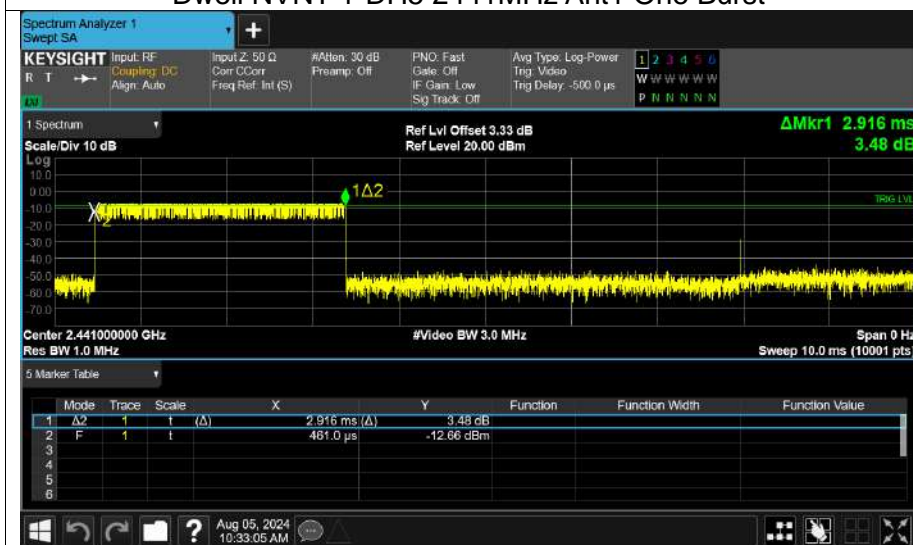 Dwell NVNT 1-DH5 2441MHz Ant1 One Burst
Spectrum Analyzer 1
Swept SA
+
KEYSIGHT Input: RF Input Z: 50 Ω #Atten: 30 dB PNO: Fast Avg Type: Log-Power 1 2 3 4 5 6
R T Coupling: DC Corr CCorr Preamp: Off Gate: Off Trig: Video W W W W W W
Align: Auto Freq Ref: Int (S) IF Gain: Low Trig Delay: -500.0 µs
Sig Track: Off P N N N N N
1 Spectrum
Ref Lvl Offset 3.33 dB ΔMkr1 2.916 ms
Scale/Div 10 dB Ref Level 20.00 dBm 3.48 dB
Log
10.0
0.00 1Δ2
-10.0 TRIG LVL
-20.0 2
-30.0
-40.0
-50.0
-60.0
-70.0
Center 2.441000000 GHz #Video BW 3.0 MHz Span 0 Hz
Res BW 1.0 MHz Sweep 10.0 ms (10001 pts)
5 Marker Table
Mode Trace Scale X Y Function Function Width Function Value
1 Δ2 1 t (Δ) 2.916 ms (Δ) 3.48 dB
2 F 1 t 461.0 µs -12.66 dBm
3
4
5
6
? Aug 05, 2024
10:33:05 AM